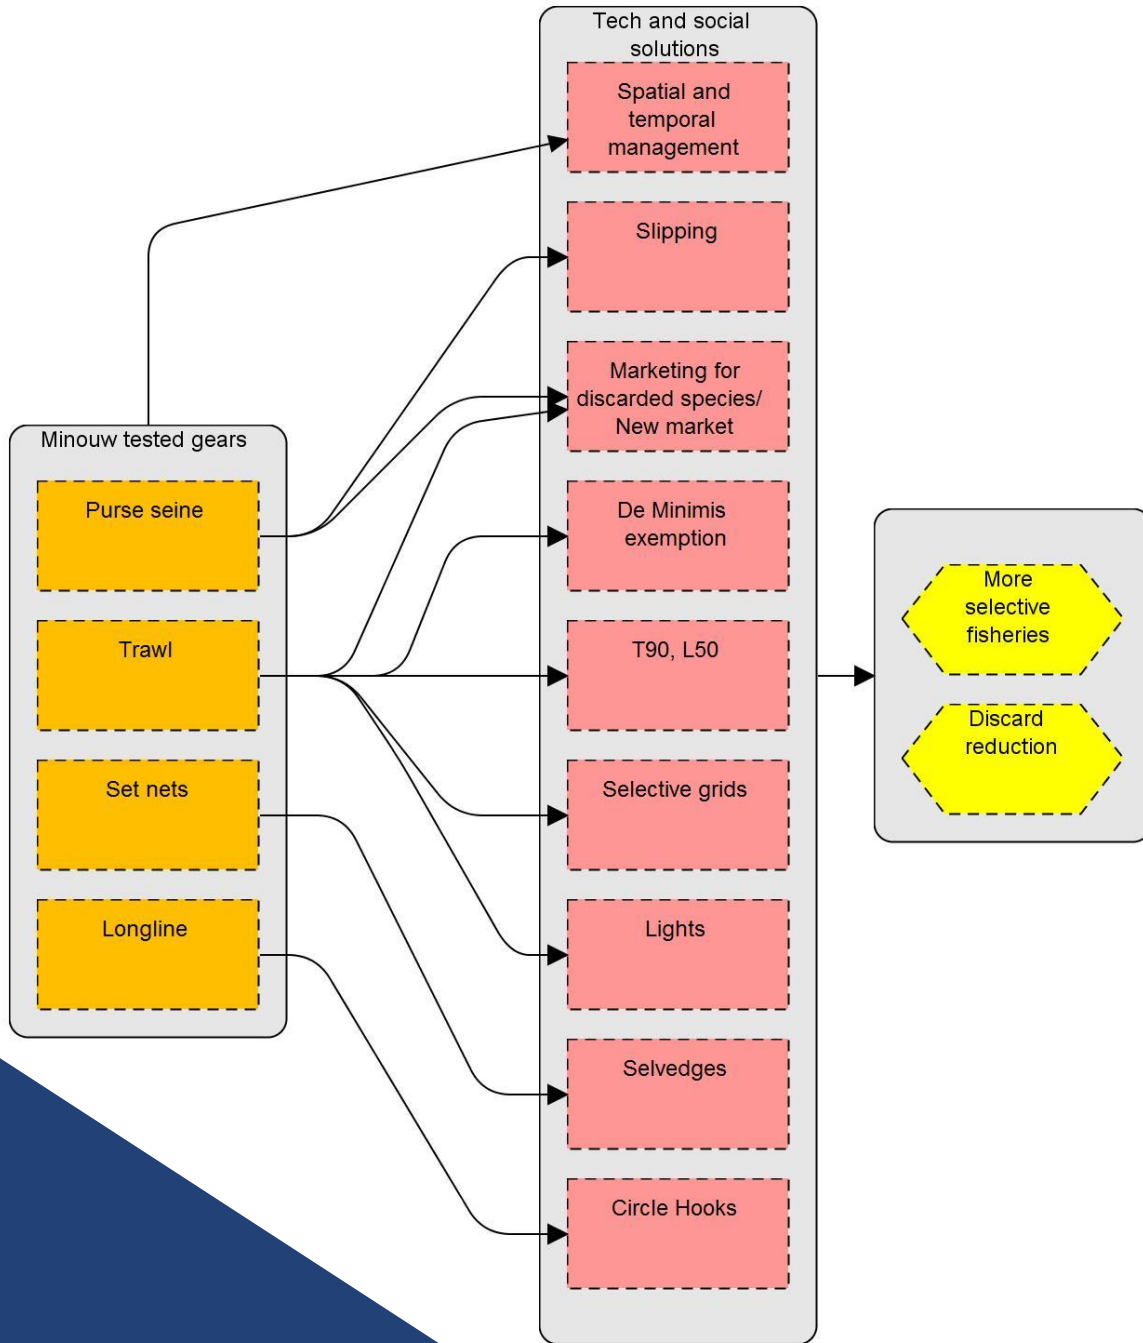 Tech and social
solutions
Spatial and
temporal
management
Slipping
Marketing for
discarded species/
New market
Minouw tested gears
Purse seine
De Minimis
exemption
More
selective
fisheries
Trawl
T90, L50
Discard
reduction
Set nets
Selective grids
Longline
Lights
Selvedges
Circle Hooks